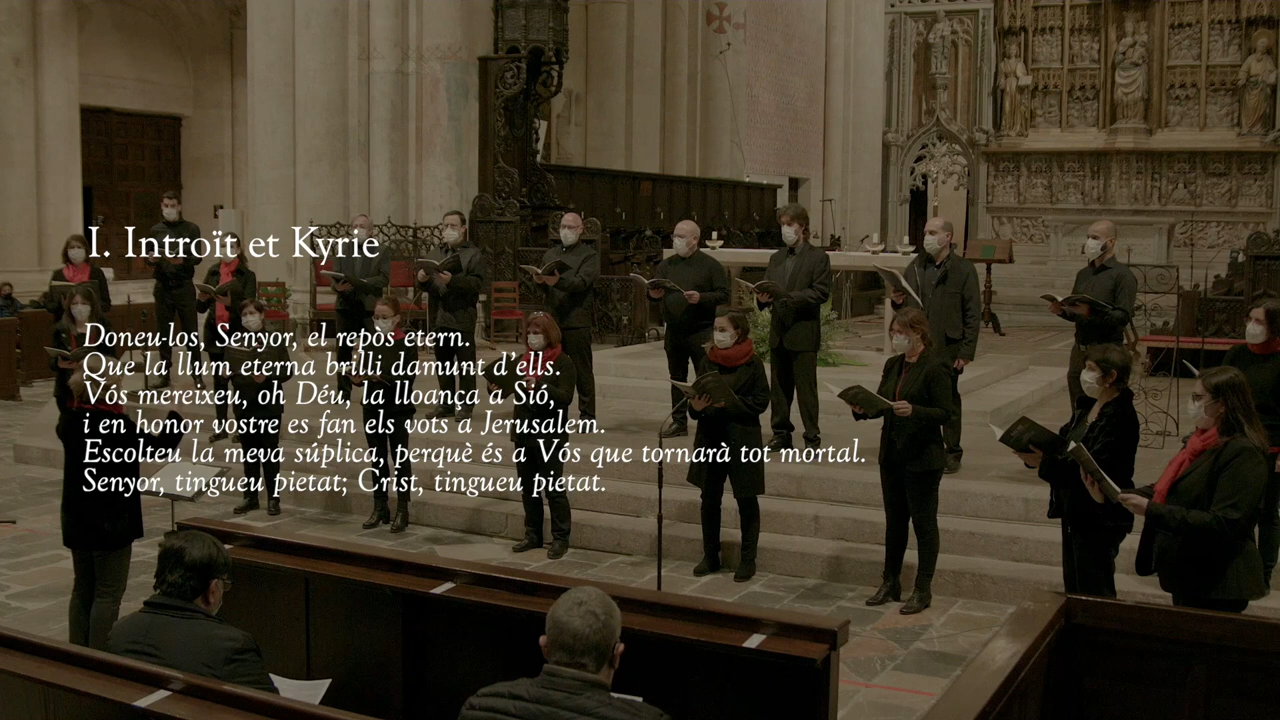 I. Introït et Kyrie
Doneu-los, Senyor, el repòs etern.
Que la llum eterna brilli damunt d'ells.
Vós mereixeu, oh Déu, la lloança a Sió,
i en honor vostre es fan els vots a Jerusalem.
Escolteu la meva súplica, perquè és a Vós que tornarà tot mortal.
Senyor, tingueu pietat; Crist, tingueu pietat.